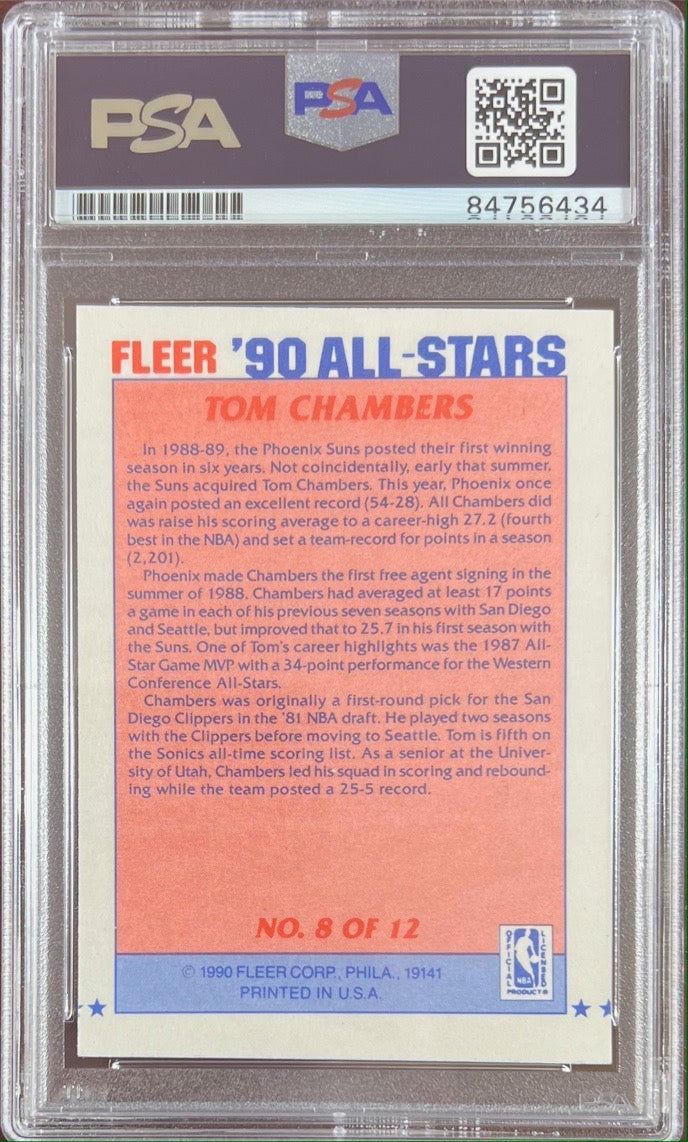 PSA
PSA
84756434
FLEER '90 ALL-STARS
TOM CHAMBERS
In 1988-89, the Phoenix Suns posted their first winning
season in six years. Not coincidentally, early that summer,
the Suns acquired Tom Chambers. This year, Phoenix once
again posted an excellent record (54-28). All Chambers did
was raise his scoring average to a career-high 27.2 (fourth
best in the NBA) and set a team-record for points in a season
(2,201).
Phoenix made Chambers the first free agent signing in the
summer of 1988. Chambers had averaged at least 17 points
a game in each of his previous seven seasons with San Diego
and Seattle, but improved that to 25.7 in his first season with
the Suns. One of Tom's career highlights was the 1987 All-
Star Game MVP with a 34-point performance for the Western
Conference All-Stars.
Chambers was originally a first-round pick for the San
Diego Clippers in the '81 NBA draft. He played two seasons
with the Clippers before moving to Seattle. Tom is fifth on
the Sonics all-time scoring list. As a senior at the Univer-
sity of Utah, Chambers led his squad in scoring and rebound-
ing while the team posted a 25-5 record.
NO. 8 OF 12
OFFICIAL
LICENSED
NBA
PRODUCTS
© 1990 FLEER CORP., PHILA., 19141
PRINTED IN U.S.A.
PSA